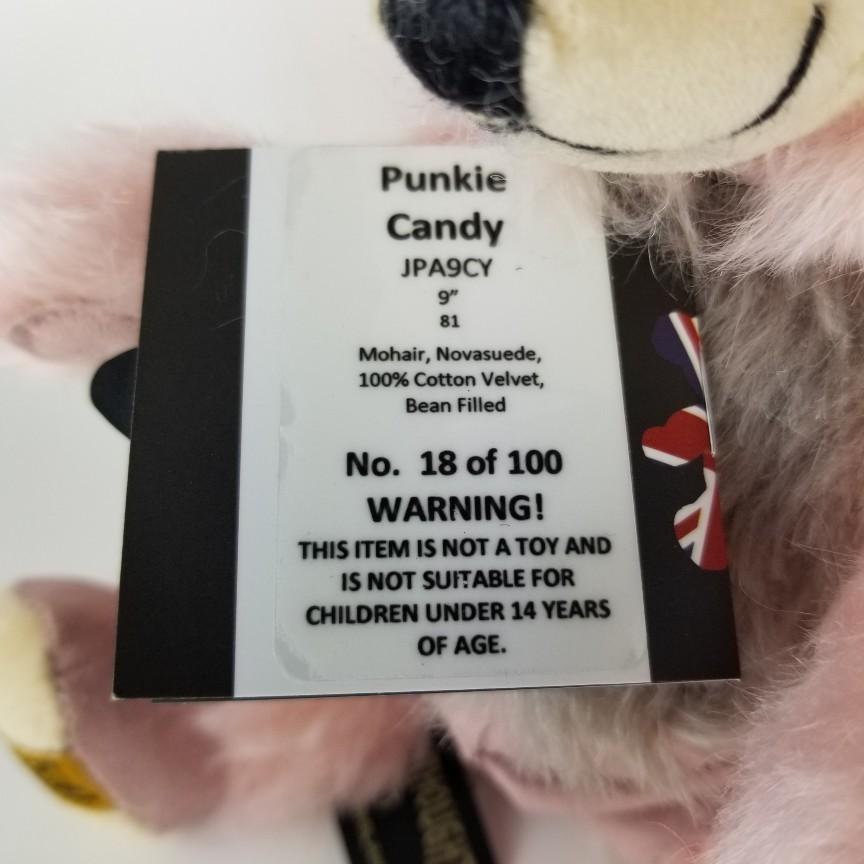 Punkie
Candy
JPA9CY
9"
81
Mohair, Novasuede,
100% Cotton Velvet,
Bean Filled
No. 18 of 100
WARNING!
THIS ITEM IS NOT A TOY AND
IS NOT SUITABLE FOR
CHILDREN UNDER 14 YEARS
OF AGE.